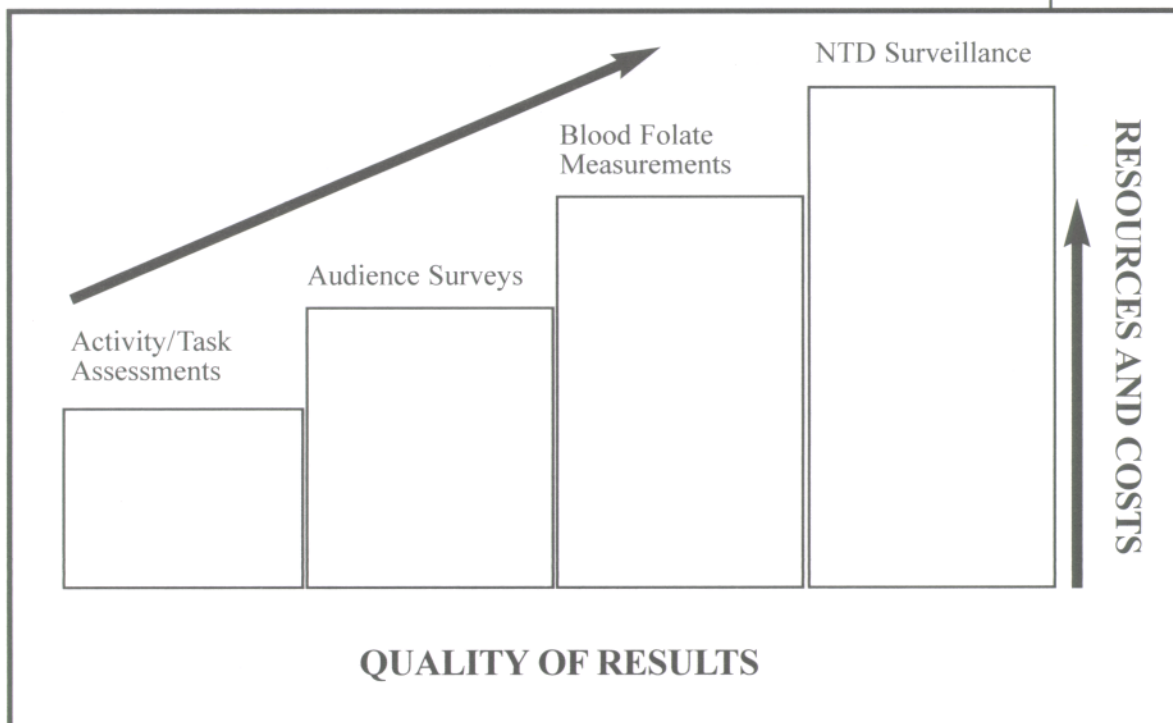 NTD Surveillance
Blood Folate
Measurements
Audience Surveys
Activity/Task
Assessments
RESOURCES AND COSTS
QUALITY OF RESULTS